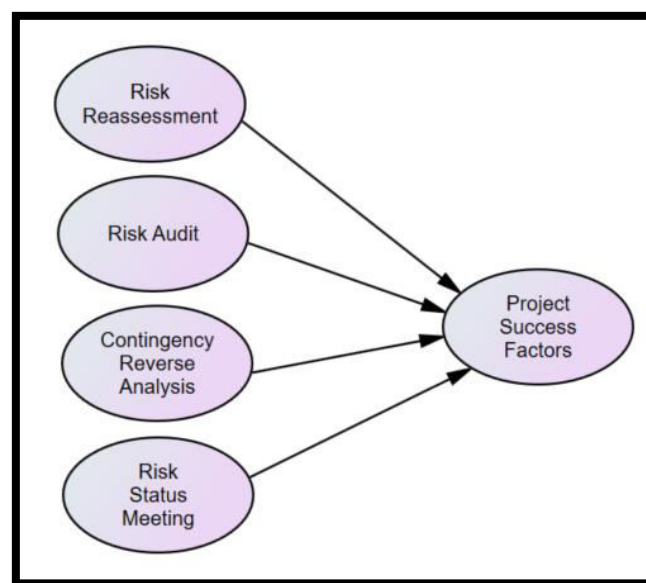 Risk
Reassessment
Risk Audit
Contingency
Reverse
Analysis
Risk
Status
Meeting
Project
Success
Factors